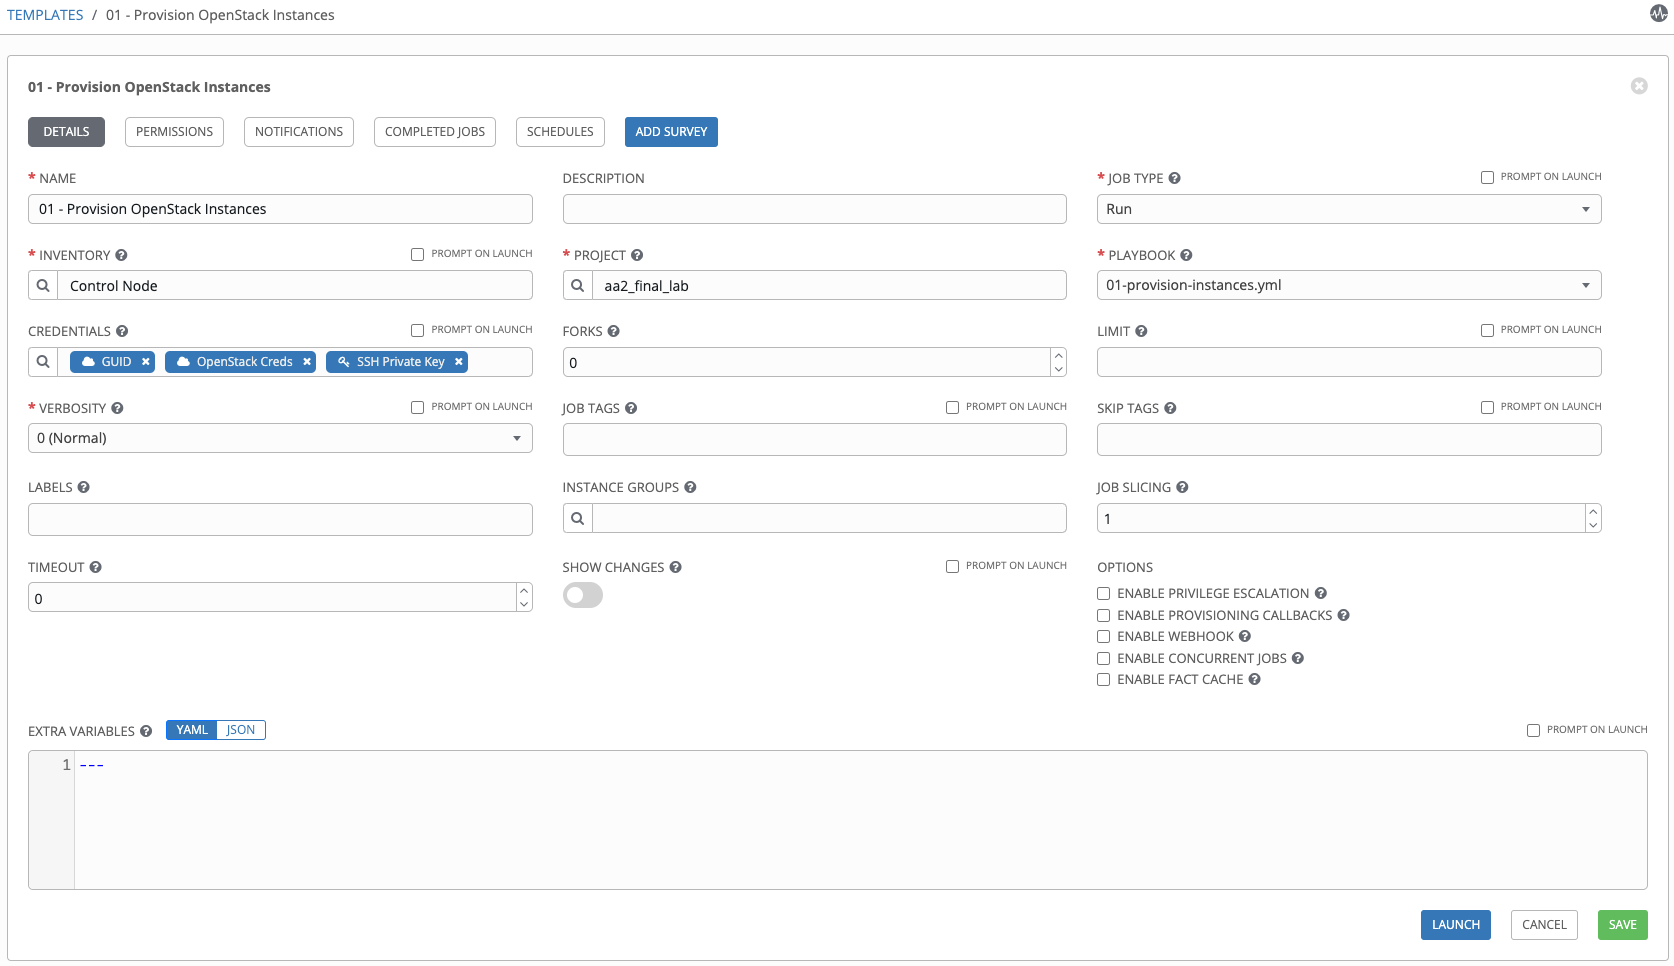 TEMPLATES / 01 - Provision OpenStack Instances
01 - Provision OpenStack Instances
DETAILS PERMISSIONS NOTIFICATIONS COMPLETED JOBS SCHEDULES ADD SURVEY
* NAME DESCRIPTION * JOB TYPE PROMPT ON LAUNCH
01 - Provision OpenStack Instances Run
* INVENTORY PROMPT ON LAUNCH * PROJECT * PLAYBOOK
Control Node aa2_final_lab 01-provision-instances.yml
CREDENTIALS PROMPT ON LAUNCH FORKS LIMIT PROMPT ON LAUNCH
GUID OpenStack Creds SSH Private Key 0
* VERBOSITY PROMPT ON LAUNCH JOB TAGS PROMPT ON LAUNCH SKIP TAGS PROMPT ON LAUNCH
0 (Normal)
LABELS INSTANCE GROUPS JOB SLICING
1
TIMEOUT SHOW CHANGES PROMPT ON LAUNCH OPTIONS
0
ENABLE PRIVILEGE ESCALATION
ENABLE PROVISIONING CALLBACKS
ENABLE WEBHOOK
ENABLE CONCURRENT JOBS
ENABLE FACT CACHE
EXTRA VARIABLES YAML JSON PROMPT ON LAUNCH
1 ---
LAUNCH CANCEL SAVE